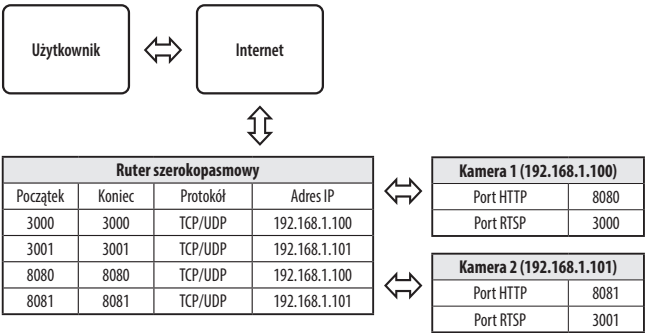 Użytkownik
Internet
Ruter szerokopasmowy
Początek Koniec Protokół Adres IP
3000 3000 TCP/UDP 192.168.1.100
3001 3001 TCP/UDP 192.168.1.101
8080 8080 TCP/UDP 192.168.1.100
8081 8081 TCP/UDP 192.168.1.101
Kamera 1 (192.168.1.100)
Port HTTP 8080
Port RTSP 3000
Kamera 2 (192.168.1.101)
Port HTTP 8081
Port RTSP 3001